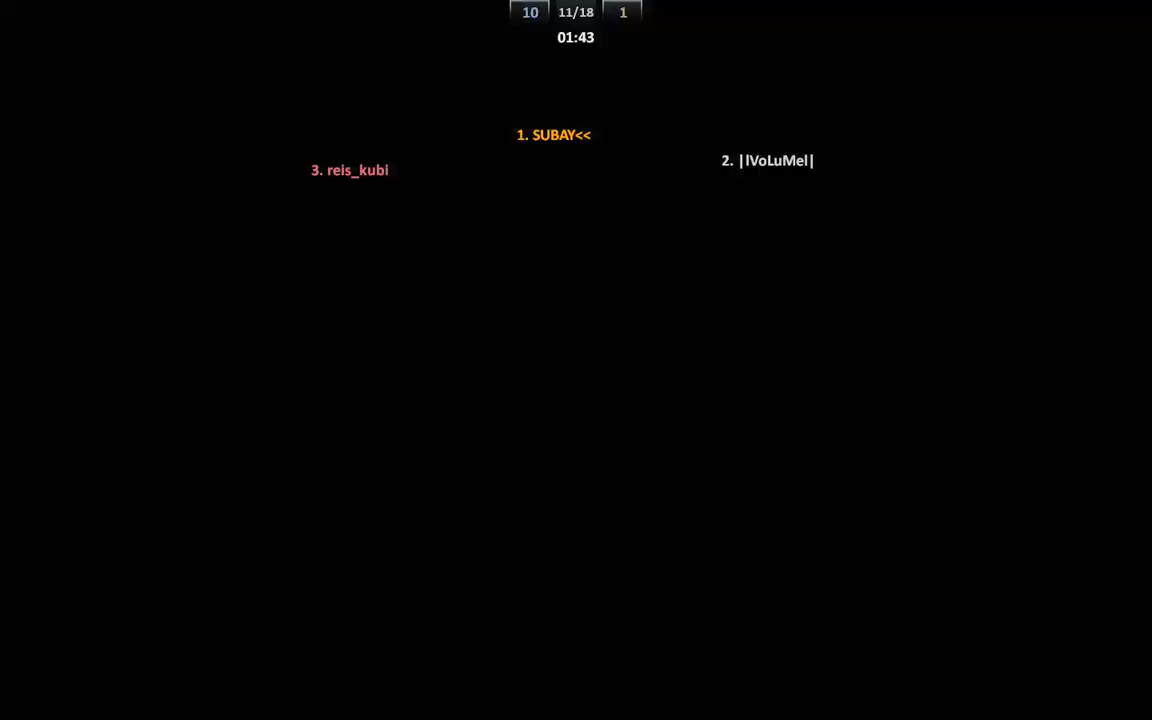 10 11/18 1
01:43
1. SUBAY<<
2. |lVoLuMel|
3. reis_kubi